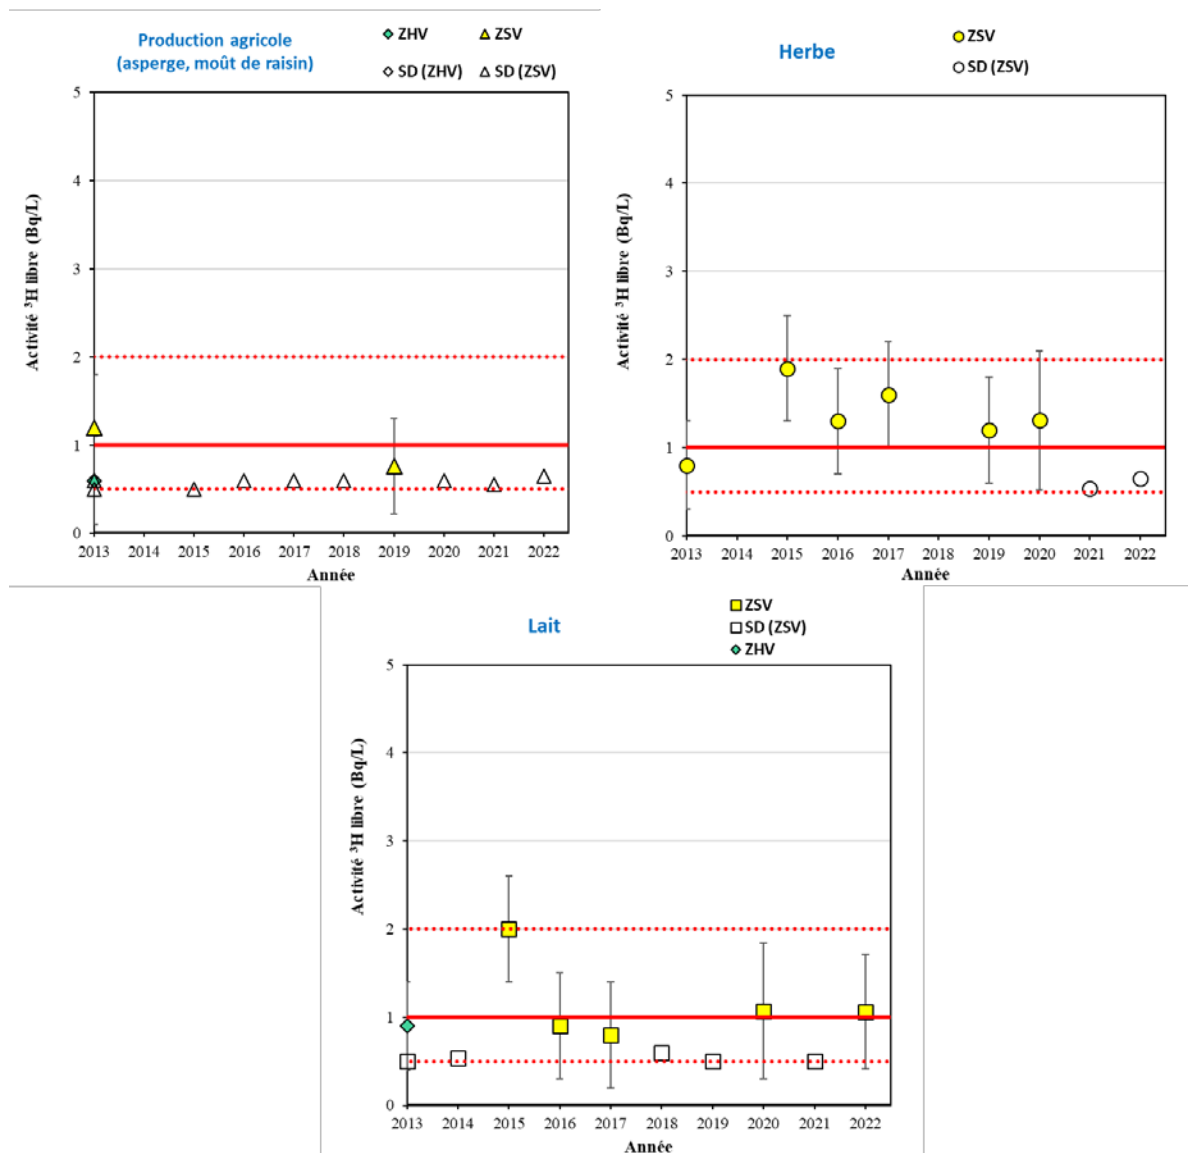 Production agricole
(asperge, moût de raisin)
ZHV
ZSV
SD (ZHV)
SD (ZSV)
Activité ³H libre (Bq/L)
5
4
3
2
1
0
2013 2014 2015 2016 2017 2018 2019 2020 2021 2022
Année
Herbe
ZSV
SD (ZSV)
Activité ³H libre (Bq/L)
5
4
3
2
1
0
2013 2014 2015 2016 2017 2018 2019 2020 2021 2022
Année
Lait
ZSV
SD (ZSV)
ZHV
Activité ³H libre (Bq/L)
5
4
3
2
1
0
2013 2014 2015 2016 2017 2018 2019 2020 2021 2022
Année